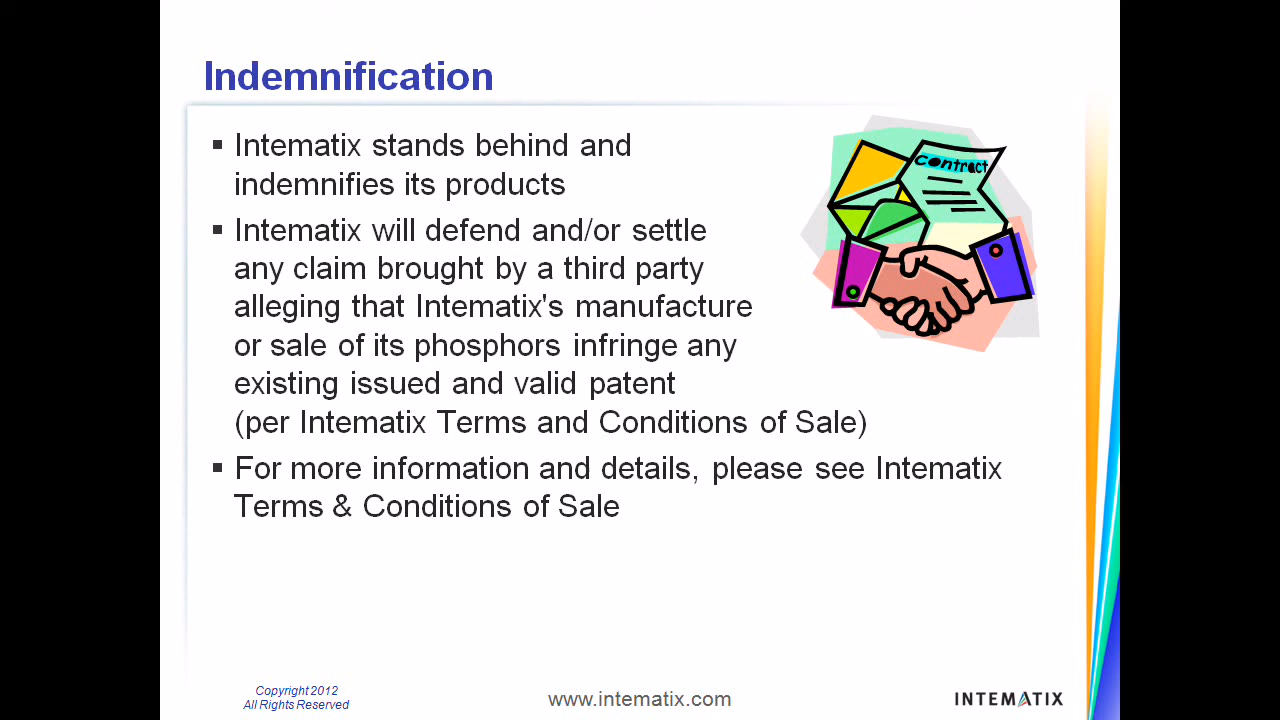 Indemnification
▪ Intematix stands behind and
indemnifies its products
▪ Intematix will defend and/or settle
any claim brought by a third party
alleging that Intematix's manufacture
or sale of its phosphors infringe any
existing issued and valid patent
(per Intematix Terms and Conditions of Sale)
▪ For more information and details, please see Intematix
Terms & Conditions of Sale
contract
Copyright 2012
All Rights Reserved
www.intematix.com
INTEMATIX